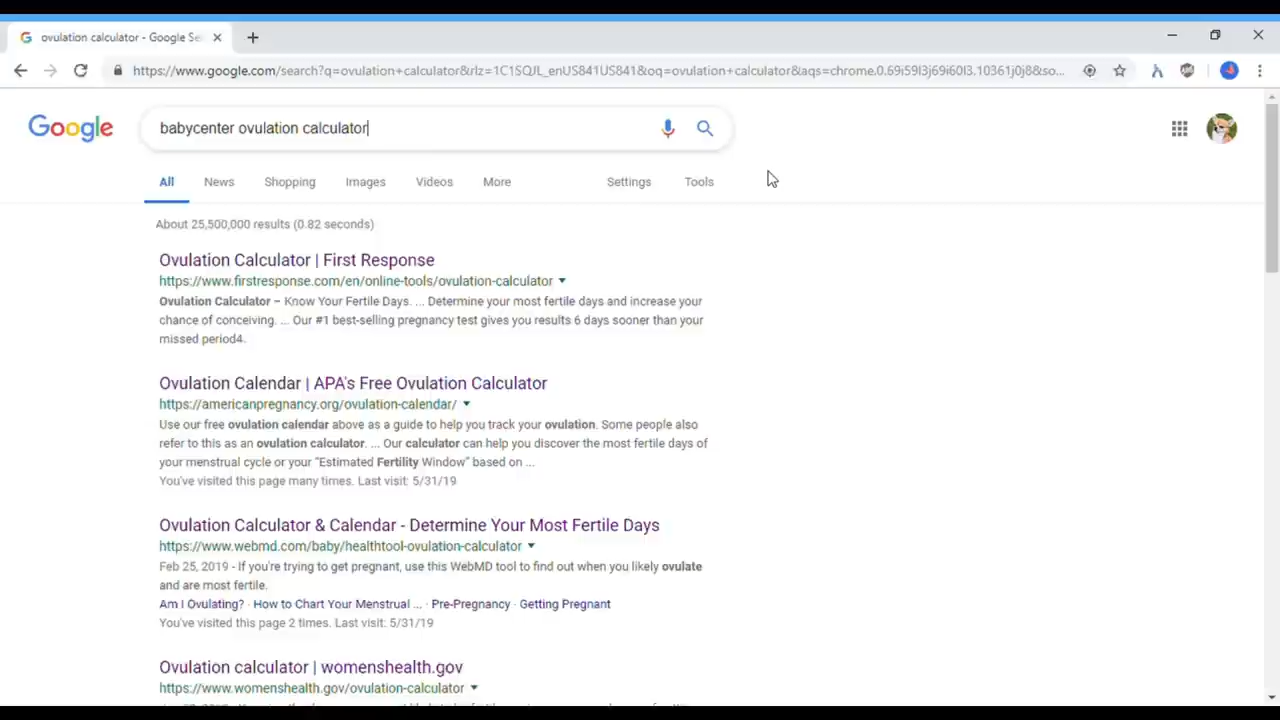 ovulation calculator - Google Se
https://www.google.com/search?q=ovulation+calculator&rlz=1C1SQJL_enUS841US841&oq=ovulation+calculator&aqs=chrome.0.69i59l3j69i60l3.10361j0j8&so...
Google
babycenter ovulation calculator
All News Shopping Images Videos More Settings Tools
About 25,500,000 results (0.82 seconds)
Ovulation Calculator | First Response
https://www.firstresponse.com/en/online-tools/ovulation-calculator
Ovulation Calculator – Know Your Fertile Days. ... Determine your most fertile days and increase your
chance of conceiving. ... Our #1 best-selling pregnancy test gives you results 6 days sooner than your
missed period4.
Ovulation Calendar | APA's Free Ovulation Calculator
https://americanpregnancy.org/ovulation-calendar/
Use our free ovulation calendar above as a guide to help you track your ovulation. Some people also
refer to this as an ovulation calculator. ... Our calculator can help you discover the most fertile days of
your menstrual cycle or your “Estimated Fertility Window” based on ...
You've visited this page many times. Last visit: 5/31/19
Ovulation Calculator & Calendar - Determine Your Most Fertile Days
https://www.webmd.com/baby/healthtool-ovulation-calculator
Feb 25, 2019 - If you're trying to get pregnant, use this WebMD tool to find out when you likely ovulate
and are most fertile.
Am I Ovulating? · How to Chart Your Menstrual ... · Pre-Pregnancy · Getting Pregnant
You've visited this page 2 times. Last visit: 5/31/19
Ovulation calculator | womenshealth.gov
https://www.womenshealth.gov/ovulation-calculator